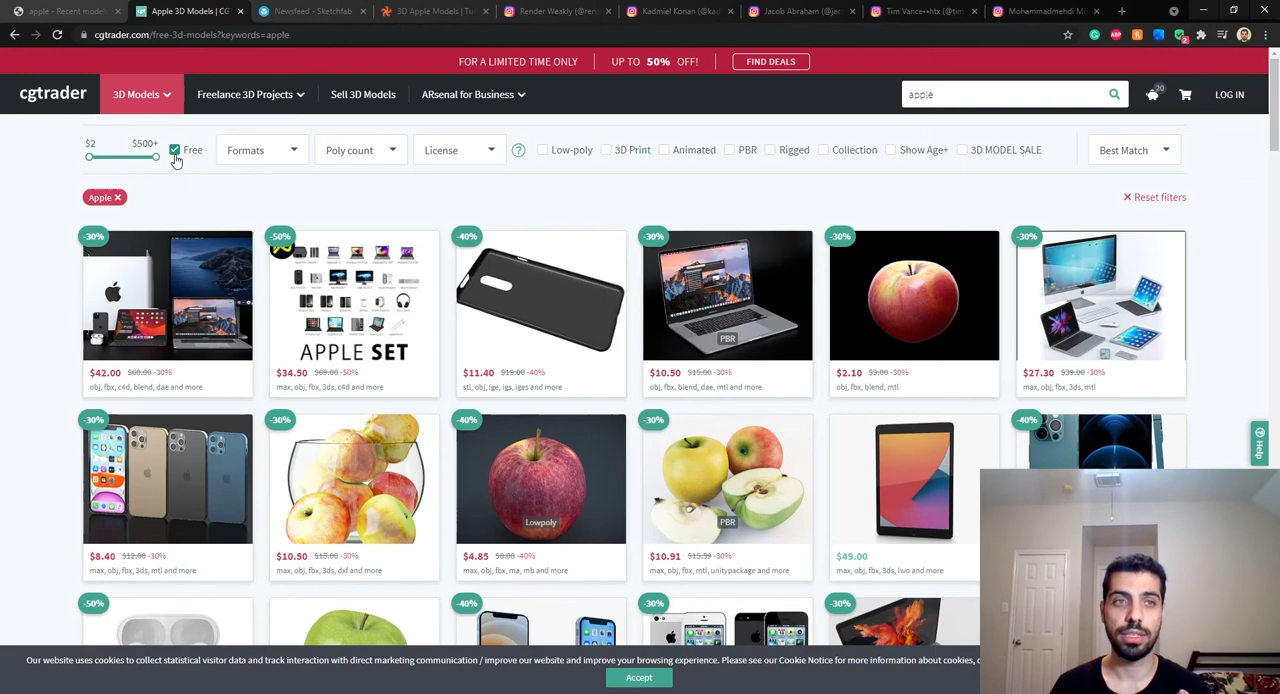 apple - Recent model
Apple 3D Models | CG
Newsfeed - Sketchfab
3D Apple Models | Tu
Render Weakly (@ren
Kadmiel Konan (@kad
Jacob Abraham (@jac
Tim Vance++htx (@tim
Mohammadmehdi Mo
cgtrader.com/free-3d-models?keywords=apple
FOR A LIMITED TIME ONLY UP TO 50% OFF! FIND DEALS
cgtrader 3D Models Freelance 3D Projects Sell 3D Models ARsenal for Business apple 20 LOG IN
$2 $500+ Free Formats Poly count License ? Low-poly 3D Print Animated PBR Rigged Collection Show Age+ 3D MODEL SALE Best Match
Apple × × Reset filters
-30% -50% -40% -30% -30% -30%
APPLE SET
PBR
$42.00 $60.00 -30% $34.50 $69.00 -50% $11.40 $19.00 -40% $10.50 $15.00 -30% $2.10 $3.00 -30% $27.30 $39.00 -30%
obj, fbx, c4d, blend, dae and more max, obj, fbx, 3ds, c4d and more stl, obj, ige, igs, iges and more obj, fbx, blend, dae, mtl and more obj, fbx, blend, mtl max, obj, fbx, 3ds, mtl
-30% -30% -40% -30% -40%
Help
Lowpoly PBR
$8.40 $12.00 -30% $10.50 $15.00 -30% $4.85 $8.08 -40% $10.91 $15.59 -30% $49.00
max, obj, fbx, 3ds, mtl and more max, obj, fbx, 3ds, dxf and more max, obj, fbx, ma, mb and more max, obj, fbx, mtl, unitypackage and more max, obj, fbx, 3ds, lwo and more
-50% -40% -30% -30%
Our website uses cookies to collect statistical visitor data and track interaction with direct marketing communication / improve our website and improve your browsing experience. Please see our Cookie Notice for more information about cookies,
Accept